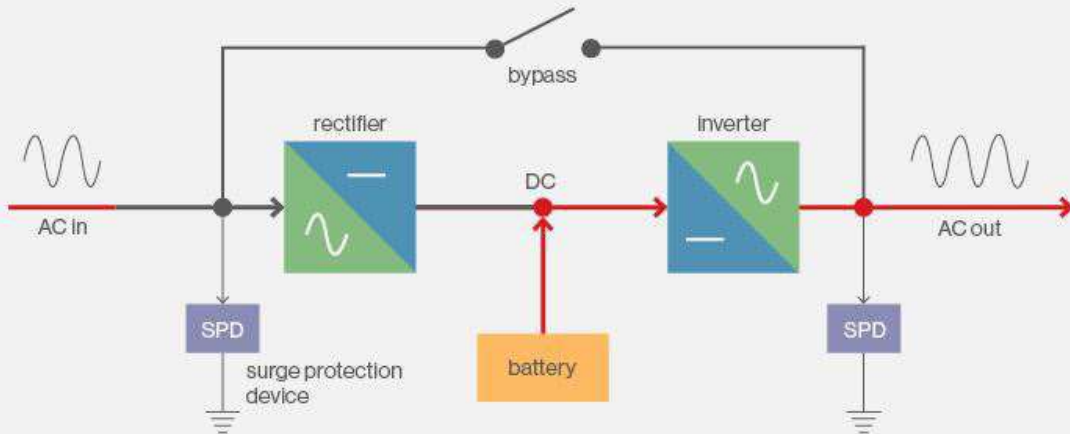 bypass
rectifier
inverter
DC
AC in
AC out
SPD
SPD
surge protection
device
battery